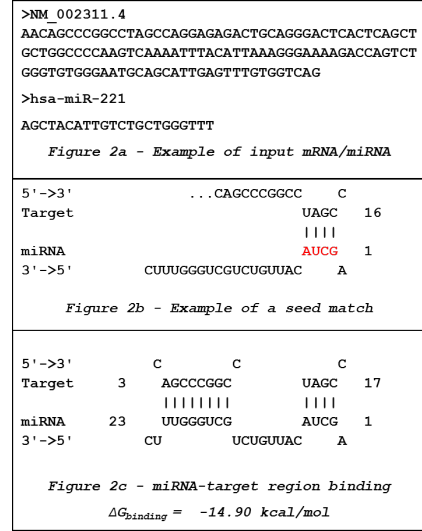 >NM_002311.4
AACAGCCCGGCCTAGCCAGGAGAGACTGCAGGGACTCACTCAGCT
GCTGGCCCCAAGTCAAAATTTACATTAAAGGGAAAAGACCAGTCT
GGGTGTGGGAATGCAGCATTGAGTTTGTGGTCAG
>hsa-miR-221
AGCTACATTGTCTGCTGGGTTT
Figure 2a - Example of input mRNA/miRNA
5'->3' ...CAGCCCGGCC C
Target UAGC 16
||||
miRNA AUCG 1
3'->5' CUUUGGGUCGUCUGUUAC A
Figure 2b - Example of a seed match
5'->3' C C C
Target 3 AGCCCGGC UAGC 17
|||||||| ||||
miRNA 23 UUGGGUCG AUCG 1
3'->5' CU UCUGUUAC A
Figure 2c - miRNA-target region binding
ΔGbinding = -14.90 kcal/mol